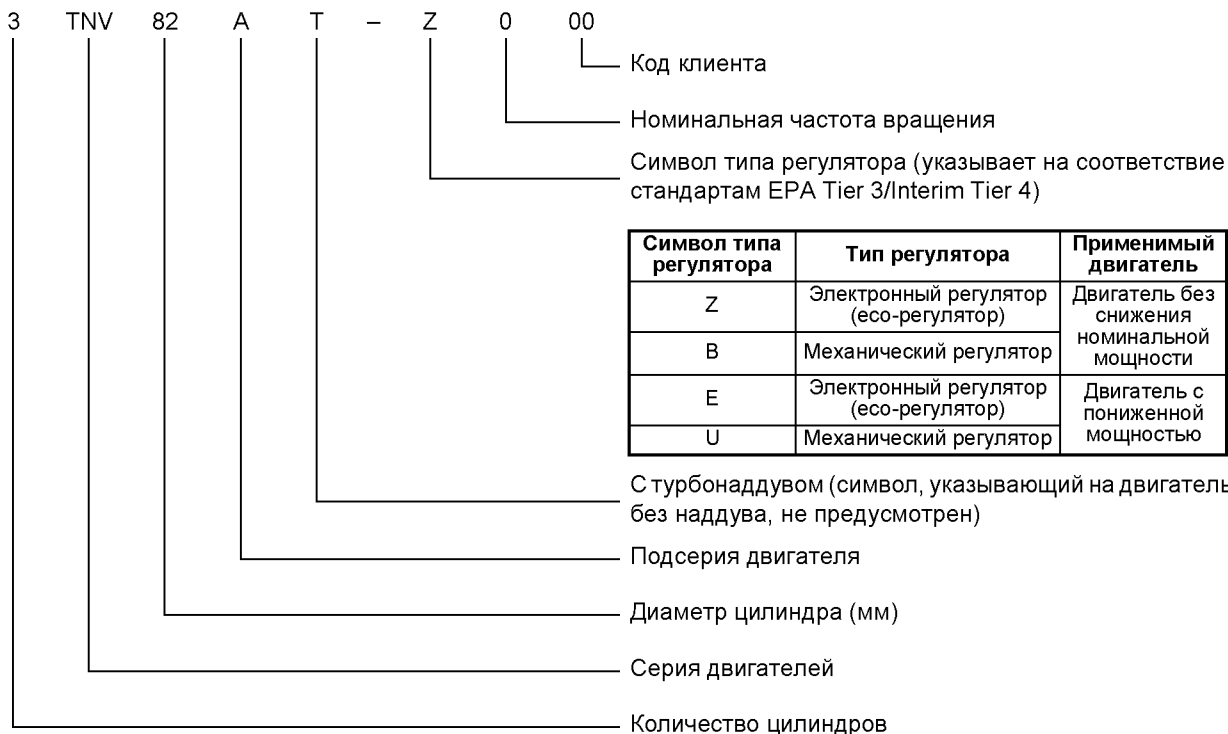 3 TNV 82 A T – Z 0 00
Код клиента
Номинальная частота вращения
Символ типа регулятора (указывает на соответствие
стандартам EPA Tier 3/Interim Tier 4)
Символ типа регулятора
Тип регулятора
Применимый двигатель
Z
Электронный регулятор
(eco-регулятор)
Двигатель без
снижения
номинальной
мощности
B
Механический регулятор
E
Электронный регулятор
(eco-регулятор)
Двигатель с
пониженной
мощностью
U
Механический регулятор
С турбонаддувом (символ, указывающий на двигатель
без наддува, не предусмотрен)
Подсерия двигателя
Диаметр цилиндра (мм)
Серия двигателей
Количество цилиндров